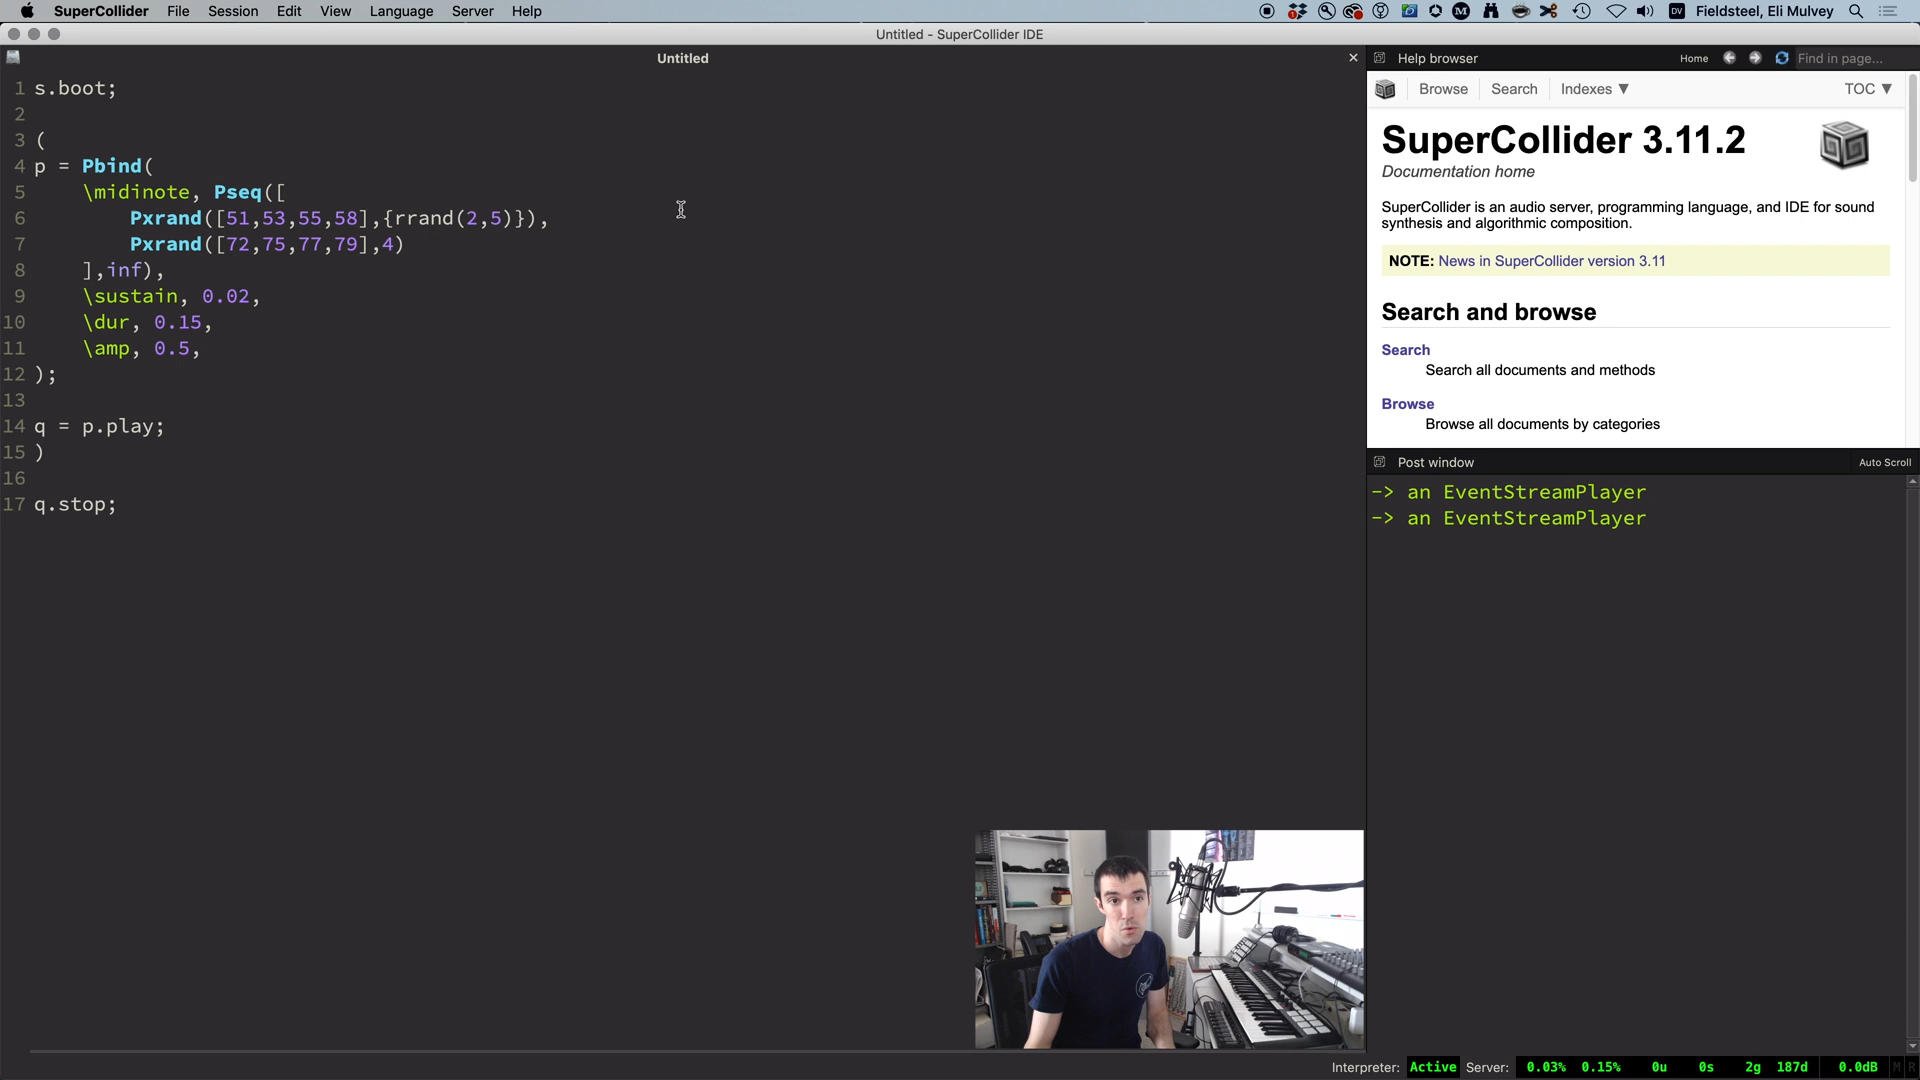 SuperCollider File Session Edit View Language Server Help
DV Fieldsteel, Eli Mulvey
Untitled - SuperCollider IDE
Untitled
1 s.boot;
2
3 (
4 p = Pbind(
5 \midinote, Pseq([
6 Pxrand([51,53,55,58],{rrand(2,5)}),
7 Pxrand([72,75,77,79],4)
8 ],inf),
9 \sustain, 0.02,
10 \dur, 0.15,
11 \amp, 0.5,
12 );
13
14 q = p.play;
15 )
16
17 q.stop;
Help browser
Home
Find in page...
Browse Search Indexes ▼ TOC ▼
SuperCollider 3.11.2
Documentation home
SuperCollider is an audio server, programming language, and IDE for sound
synthesis and algorithmic composition.
NOTE: News in SuperCollider version 3.11
Search and browse
Search
Search all documents and methods
Browse
Browse all documents by categories
Post window
Auto Scroll
-> an EventStreamPlayer
-> an EventStreamPlayer
Interpreter: Active Server: 0.03% 0.15% 0u 0s 2g 187d 0.0dB M R